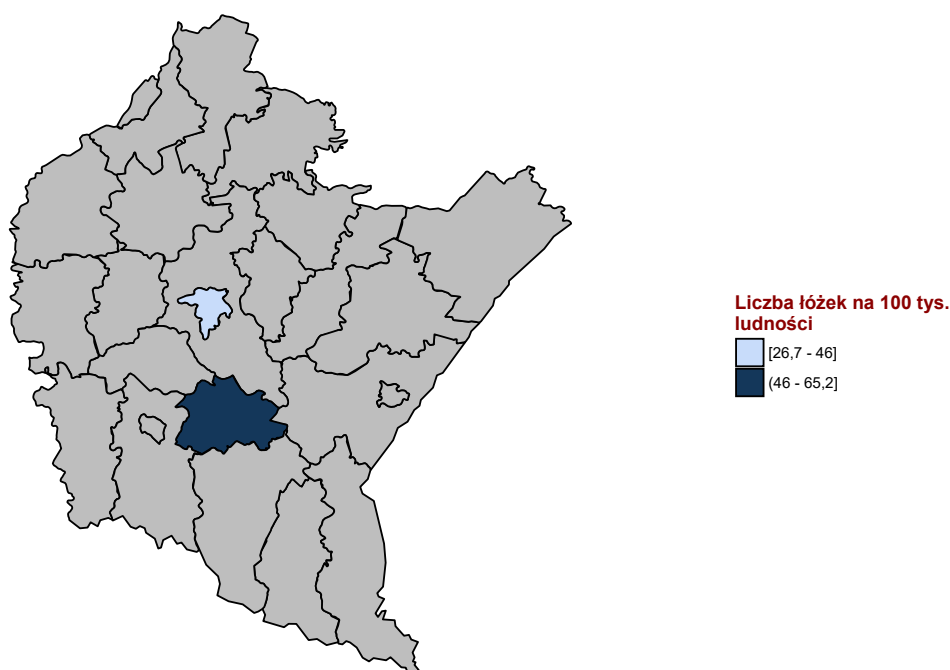 Liczba łóżek na 100 tys.
ludności
[26,7 - 46]
(46 - 65,2]